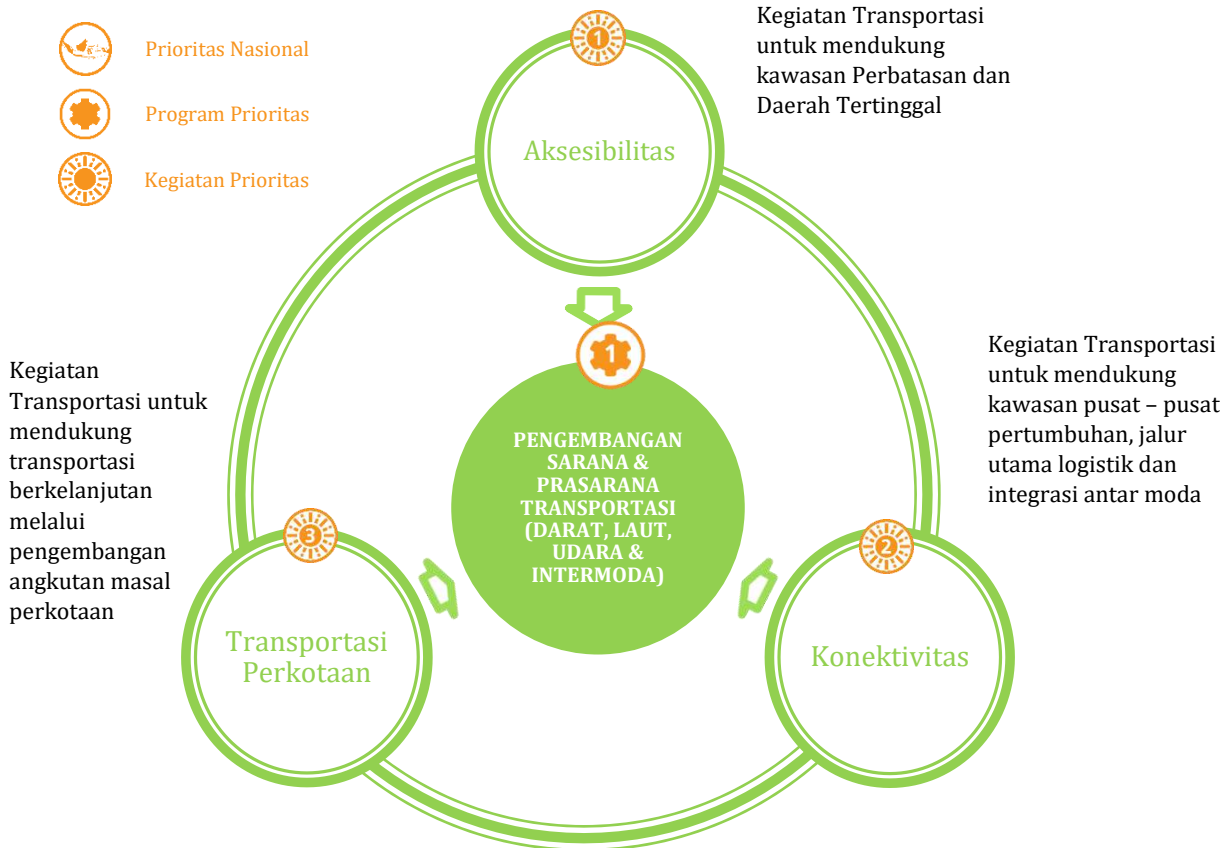 Prioritas Nasional
Program Prioritas
Kegiatan Prioritas
Kegiatan Transportasi
untuk mendukung
kawasan Perbatasan dan
Daerah Tertinggal
1
Aksesibilitas
1
PENGEMBANGAN
SARANA &
PRASARANA
TRANSPORTASI
(DARAT, LAUT,
UDARA &
INTERMODA)
Kegiatan Transportasi
untuk mendukung
kawasan pusat – pusat
pertumbuhan, jalur
utama logistik dan
integrasi antar moda
2
Konektivitas
Kegiatan
Transportasi untuk
mendukung
transportasi
berkelanjutan
melalui
pengembangan
angkutan masal
perkotaan
3
Transportasi
Perkotaan